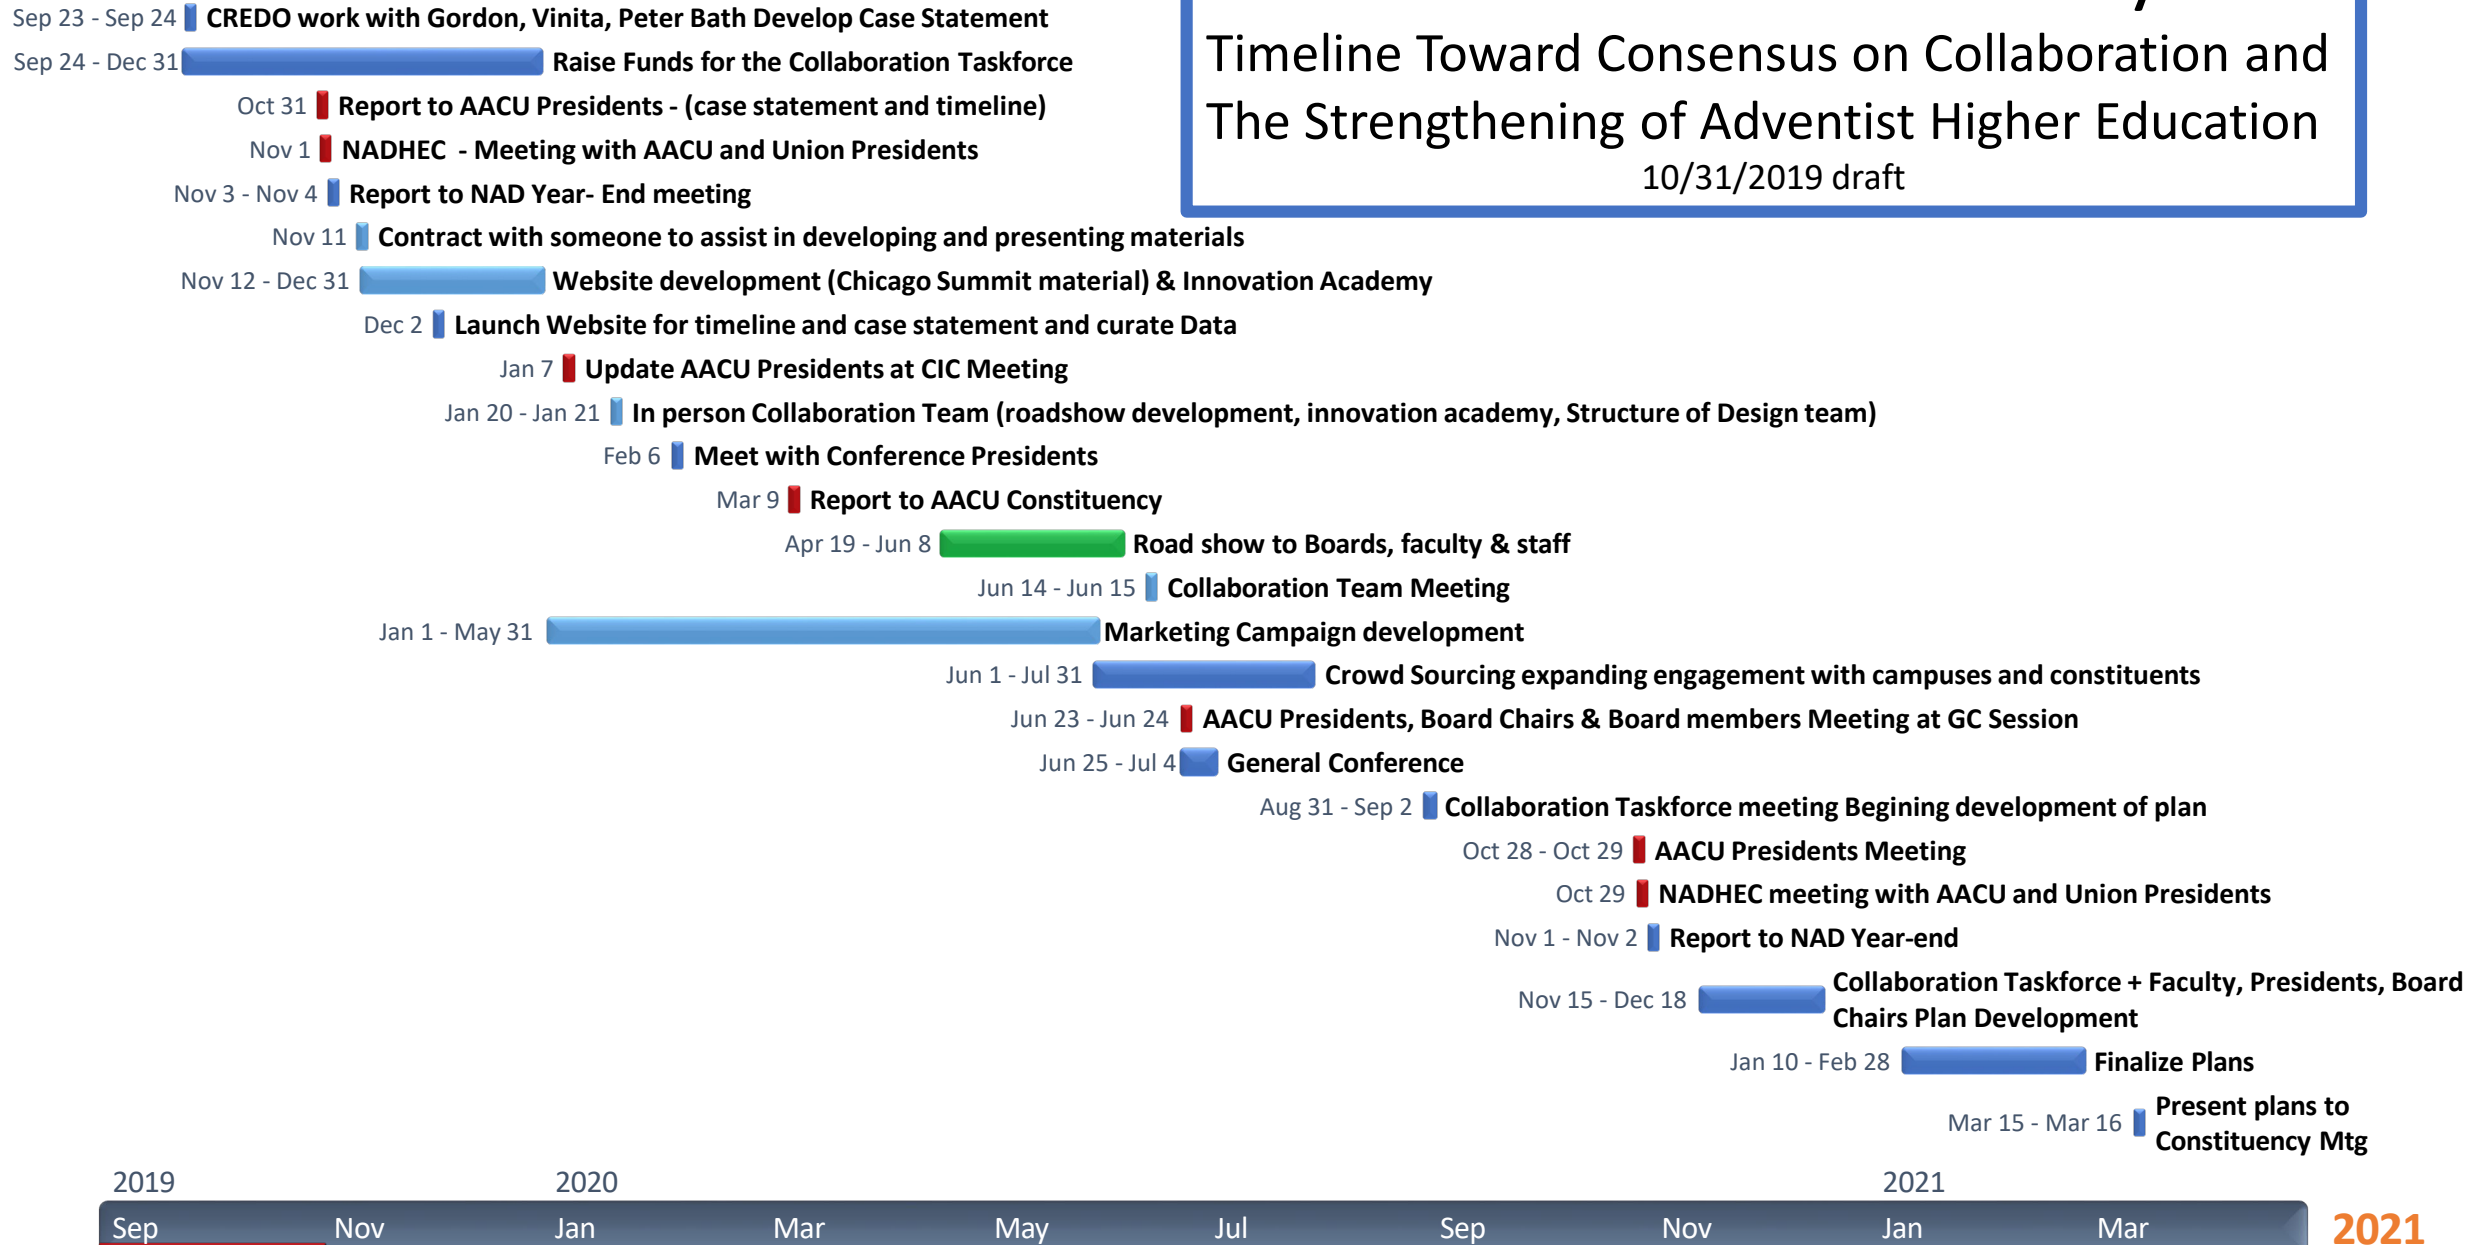 Timeline Toward Consensus on Collaboration and
The Strengthening of Adventist Higher Education
10/31/2019 draft
Sep 23 - Sep 24 CREDO work with Gordon, Vinita, Peter Bath Develop Case Statement
Sep 24 - Dec 31 Raise Funds for the Collaboration Taskforce
Oct 31 Report to AACU Presidents - (case statement and timeline)
Nov 1 NADHEC - Meeting with AACU and Union Presidents
Nov 3 - Nov 4 Report to NAD Year- End meeting
Nov 11 Contract with someone to assist in developing and presenting materials
Nov 12 - Dec 31 Website development (Chicago Summit material) & Innovation Academy
Dec 2 Launch Website for timeline and case statement and curate Data
Jan 7 Update AACU Presidents at CIC Meeting
Jan 20 - Jan 21 In person Collaboration Team (roadshow development, innovation academy, Structure of Design team)
Feb 6 Meet with Conference Presidents
Mar 9 Report to AACU Constituency
Apr 19 - Jun 8 Road show to Boards, faculty & staff
Jun 14 - Jun 15 Collaboration Team Meeting
Jan 1 - May 31 Marketing Campaign development
Jun 1 - Jul 31 Crowd Sourcing expanding engagement with campuses and constituents
Jun 23 - Jun 24 AACU Presidents, Board Chairs & Board members Meeting at GC Session
Jun 25 - Jul 4 General Conference
Aug 31 - Sep 2 Collaboration Taskforce meeting Begining development of plan
Oct 28 - Oct 29 AACU Presidents Meeting
Oct 29 NADHEC meeting with AACU and Union Presidents
Nov 1 - Nov 2 Report to NAD Year-end
Nov 15 - Dec 18 Collaboration Taskforce + Faculty, Presidents, Board
Chairs Plan Development
Jan 10 - Feb 28 Finalize Plans
Mar 15 - Mar 16 Present plans to
Constituency Mtg
2019 2020 2021
Sep Nov Jan Mar May Jul Sep Nov Jan Mar 2021